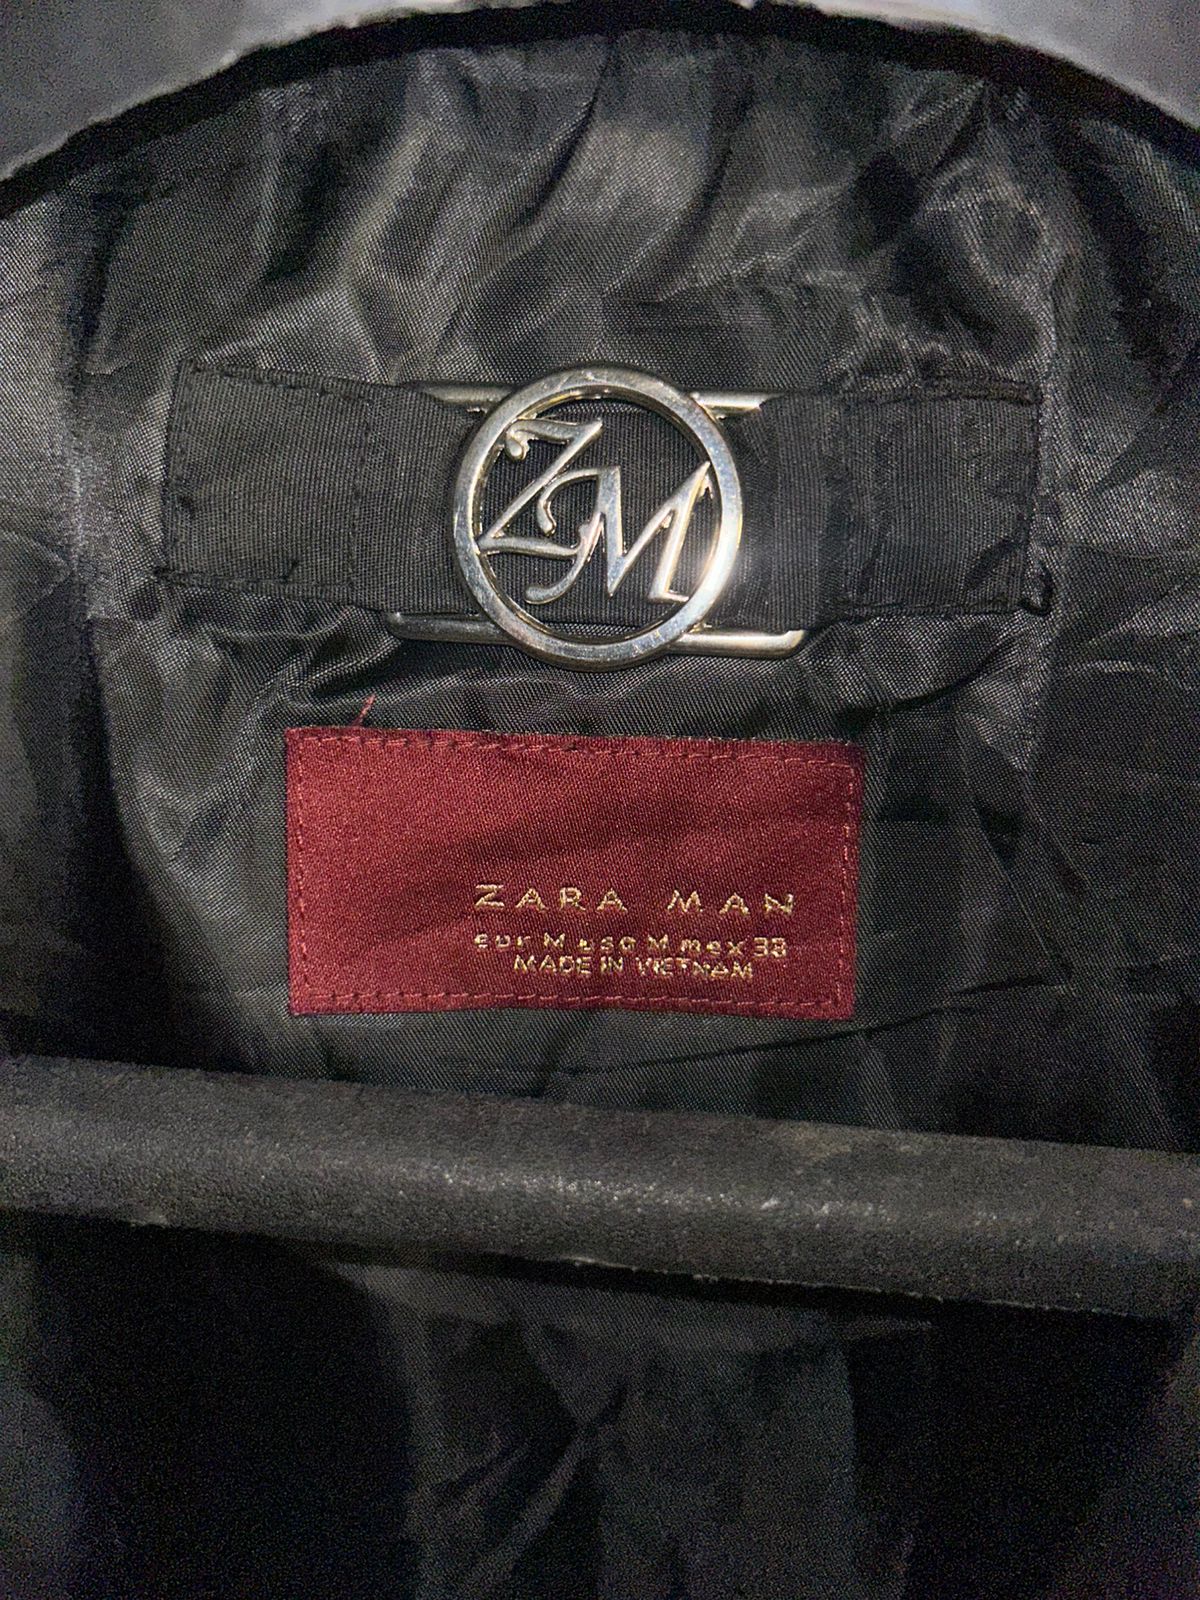 ZM
ZARA MAN
eur M usa M mex 38
MADE IN VIETNAM